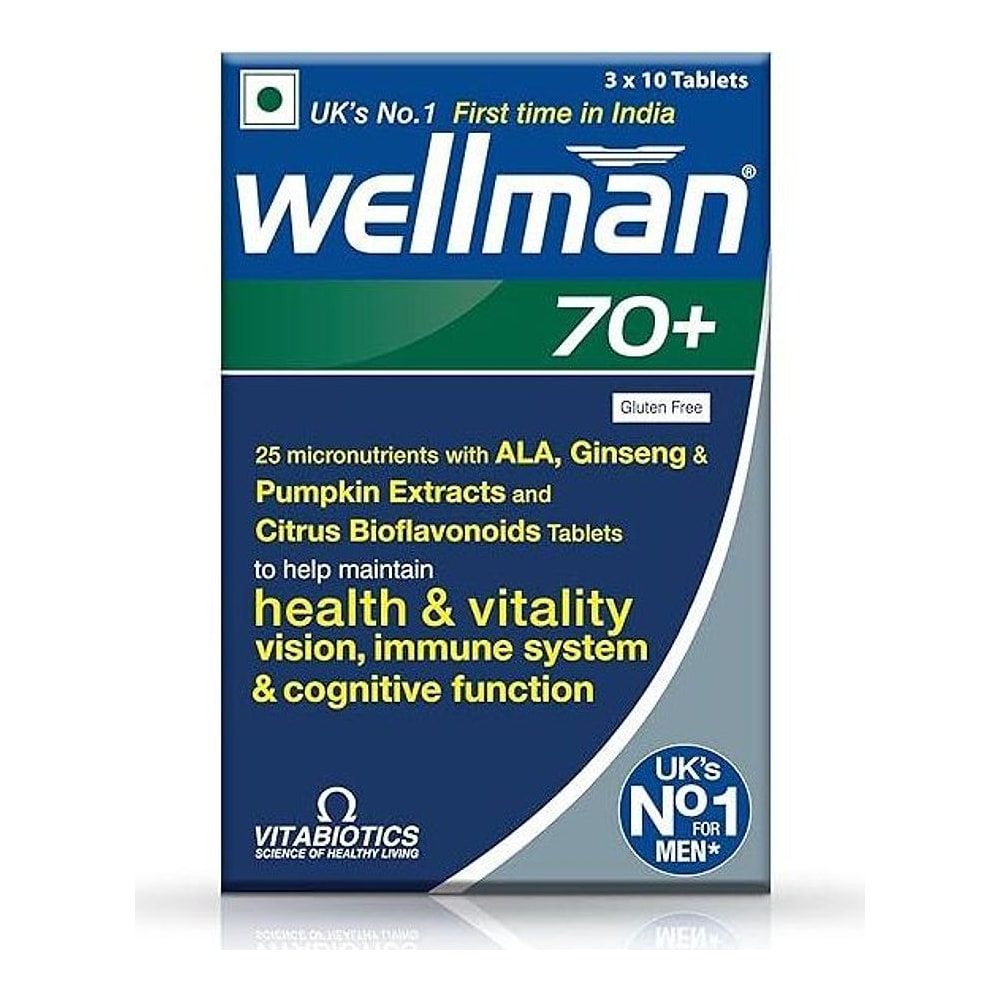 3 x 10 Tablets
UK's No.1 First time in India
wellman®
70+
Gluten Free
25 micronutrients with ALA, Ginseng &
Pumpkin Extracts and
Citrus Bioflavonoids Tablets
to help maintain
health & vitality
vision, immune system
& cognitive function
UK's
No1
FOR
MEN*
VITABIOTICS
SCIENCE OF HEALTHY LIVING